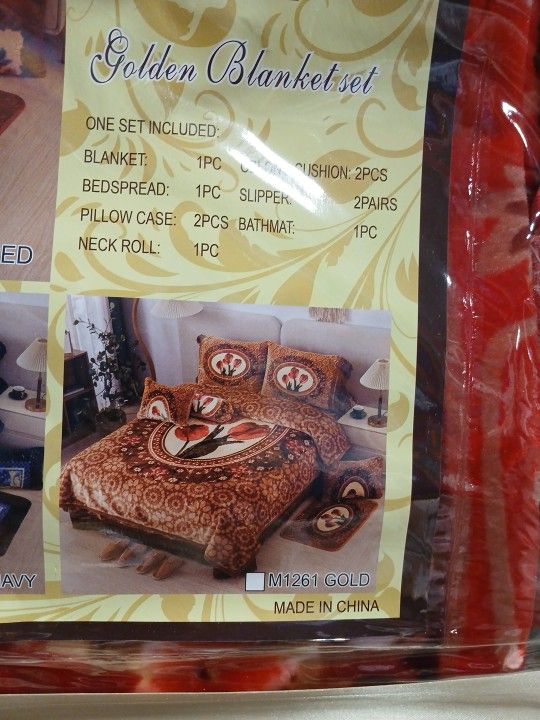 Golden Blanket set
ONE SET INCLUDED:
BLANKET: 1PC CUSHION: 2PCS
BEDSPREAD: 1PC SLIPPER: 2PAIRS
PILLOW CASE: 2PCS BATHMAT: 1PC
NECK ROLL: 1PC
ED
AVY
M1261 GOLD
MADE IN CHINA